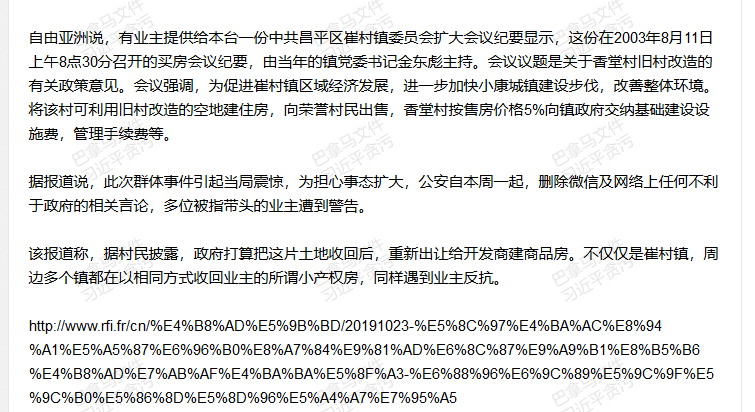 自由亚洲说，有业主提供给本台一份中共昌平区崔村镇委员会扩大会议纪要显示，这份在2003年8月11日
上午8点30分召开的买房会议纪要，由当年的镇党委书记金东彪主持。会议议题是关于香堂村旧村改造的
有关政策意见。会议强调，为促进崔村镇区域经济发展，进一步加快小康城镇建设步伐，改善整体环境。
将该村可利用旧村改造的空地建住房，向荣誉村民出售，香堂村按售房价格5%向镇政府交纳基础建设设
施费，管理手续费等。
据报道说，此次群体事件引起当局震惊，为担心事态扩大，公安自本周一起，删除微信及网络上任何不利
于政府的相关言论，多位被指带头的业主遭到警告。
该报道称，据村民披露，政府打算把这片土地收回后，重新出让给开发商建商品房。不仅仅是崔村镇，周
边多个镇都在以相同方式收回业主的所谓小产权房，同样遇到业主反抗。
http://www.rfi.fr/cn/%E4%B8%AD%E5%9B%BD/20191023-%E5%8C%97%E4%BA%AC%E8%94
%A1%E5%A5%87%E6%96%B0%E8%A7%84%E9%81%AD%E6%8C%87%E9%A9%B1%E8%B5%B6
%E4%B8%AD%E7%AB%AF%E4%BA%BA%E5%8F%A3-%E6%88%96%E6%9C%89%E5%9C%9F%E5
%9C%B0%E5%86%8D%E5%8D%96%E5%A4%A7%E7%95%A5
巴拿马文件
习近平贪污